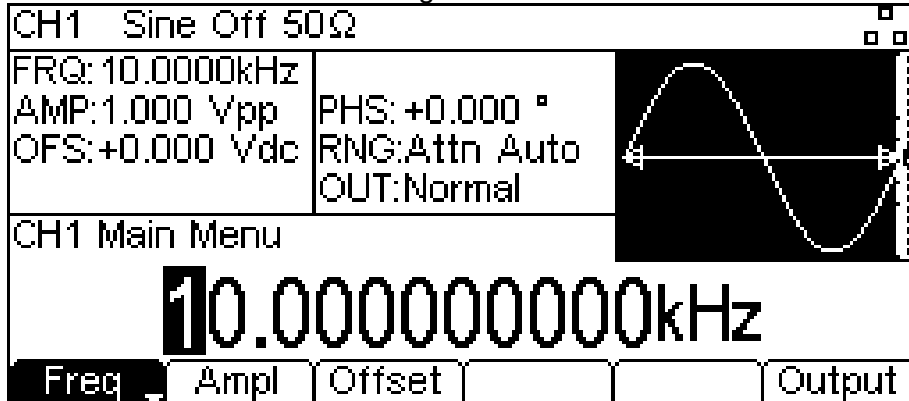 CH1 Sine Off 50Ω
FRQ:10.0000kHz
AMP:1.000 Vpp
OFS:+0.000 Vdc
PHS:+0.000 °
RNG:Attn Auto
OUT:Normal
CH1 Main Menu
10.000000000kHz
Freq Ampl Offset Output